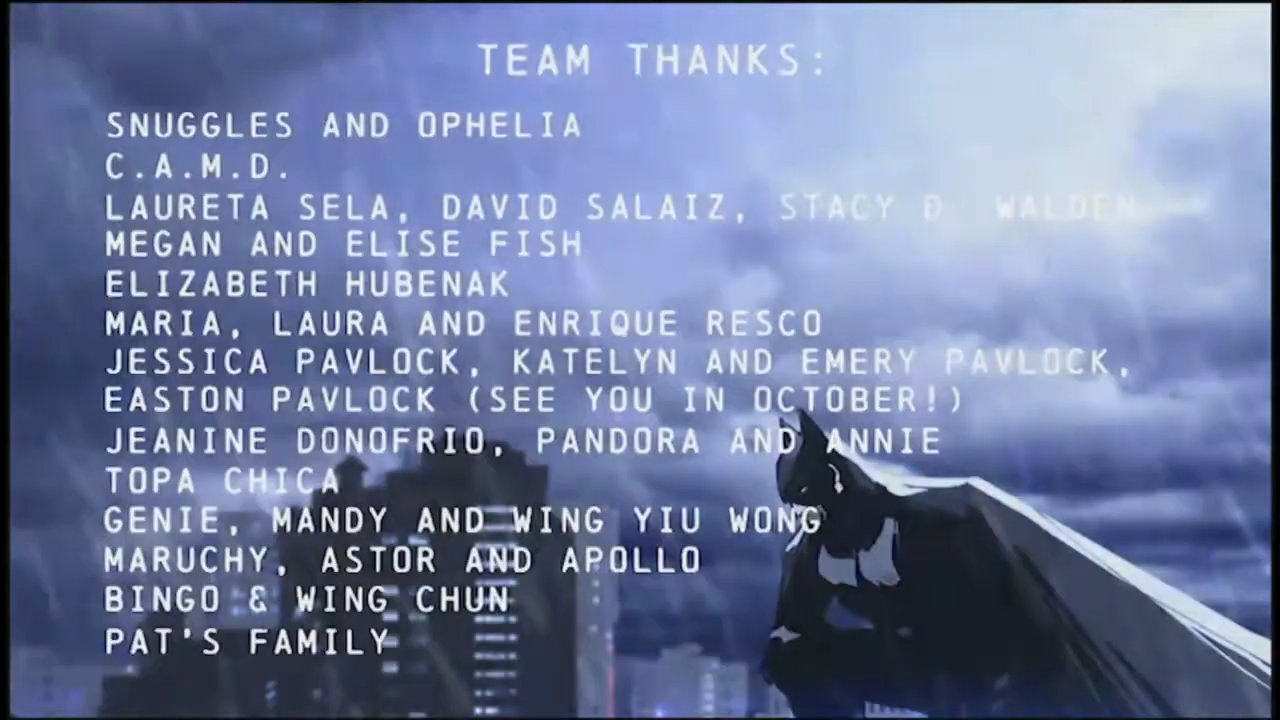 TEAM THANKS:
SNUGGLES AND OPHELIA
C.A.M.D.
LAURETA SELA, DAVID SALAIZ, STACY D. WALDEN
MEGAN AND ELISE FISH
ELIZABETH HUBENAK
MARIA, LAURA AND ENRIQUE RESCO
JESSICA PAVLOCK, KATELYN AND EMERY PAVLOCK,
EASTON PAVLOCK (SEE YOU IN OCTOBER!)
JEANINE DONOFRIO, PANDORA AND ANNIE
TOPA CHICA
GENIE, MANDY AND WING YIU WONG
MARUCHY, ASTOR AND APOLLO
BINGO & WING CHUN
PAT'S FAMILY